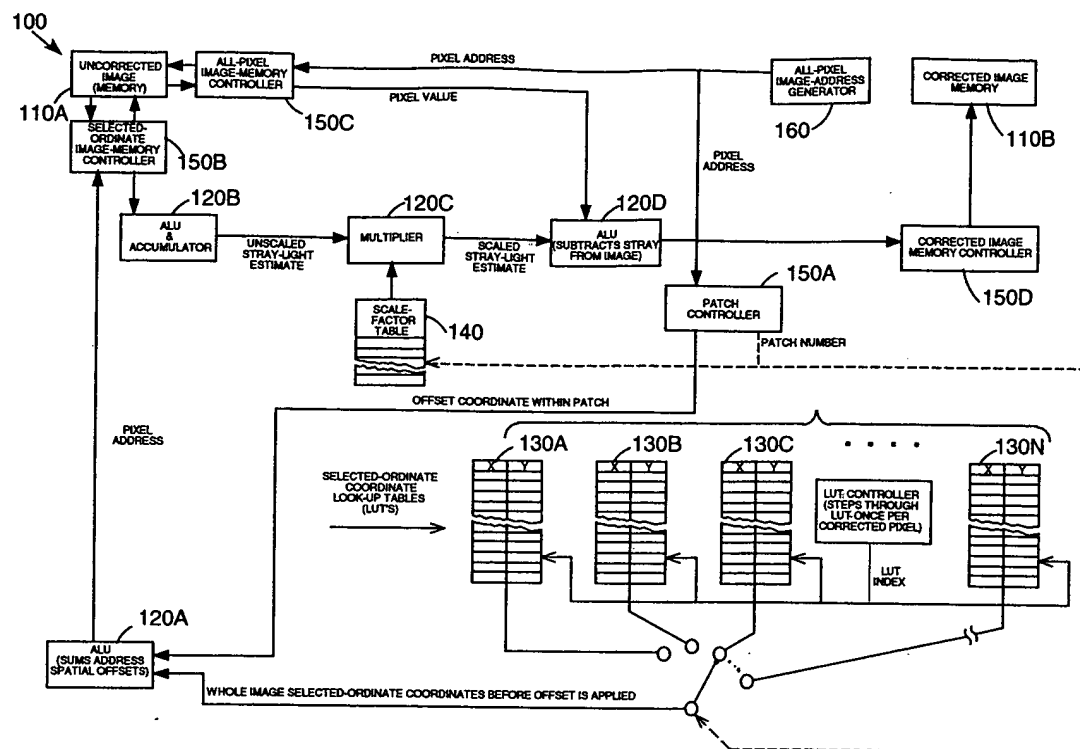 100
UNCORRECTED
IMAGE
(MEMORY)
110A
ALL-PIXEL
IMAGE-MEMORY
CONTROLLER
150C
PIXEL ADDRESS
PIXEL VALUE
ALL-PIXEL
IMAGE-ADDRESS
GENERATOR
160
CORRECTED IMAGE
MEMORY
110B
SELECTED-
ORDINATE
IMAGE-MEMORY
CONTROLLER
150B
PIXEL
ADDRESS
120B
ALU
&
ACCUMULATOR
UNSCALED
STRAY-LIGHT
ESTIMATE
120C
MULTIPLIER
SCALED
STRAY-LIGHT
ESTIMATE
120D
ALU
(SUBTRACTS STRAY
FROM IMAGE)
CORRECTED IMAGE
MEMORY CONTROLLER
150D
150A
PATCH
CONTROLLER
PATCH NUMBER
SCALE-
FACTOR
TABLE
140
OFFSET COORDINATE WITHIN PATCH
PIXEL
ADDRESS
SELECTED-ORDINATE
COORDINATE
LOOK-UP TABLES
(LUT'S)
130A
X Y
130B
X Y
130C
X Y
130N
X Y
LUT CONTROLLER
(STEPS THROUGH
LUT ONCE PER
CORRECTED PIXEL)
LUT
INDEX
120A
ALU
(SUMS ADDRESS
SPATIAL OFFSETS)
WHOLE IMAGE SELECTED-ORDINATE COORDINATES BEFORE OFFSET IS APPLIED